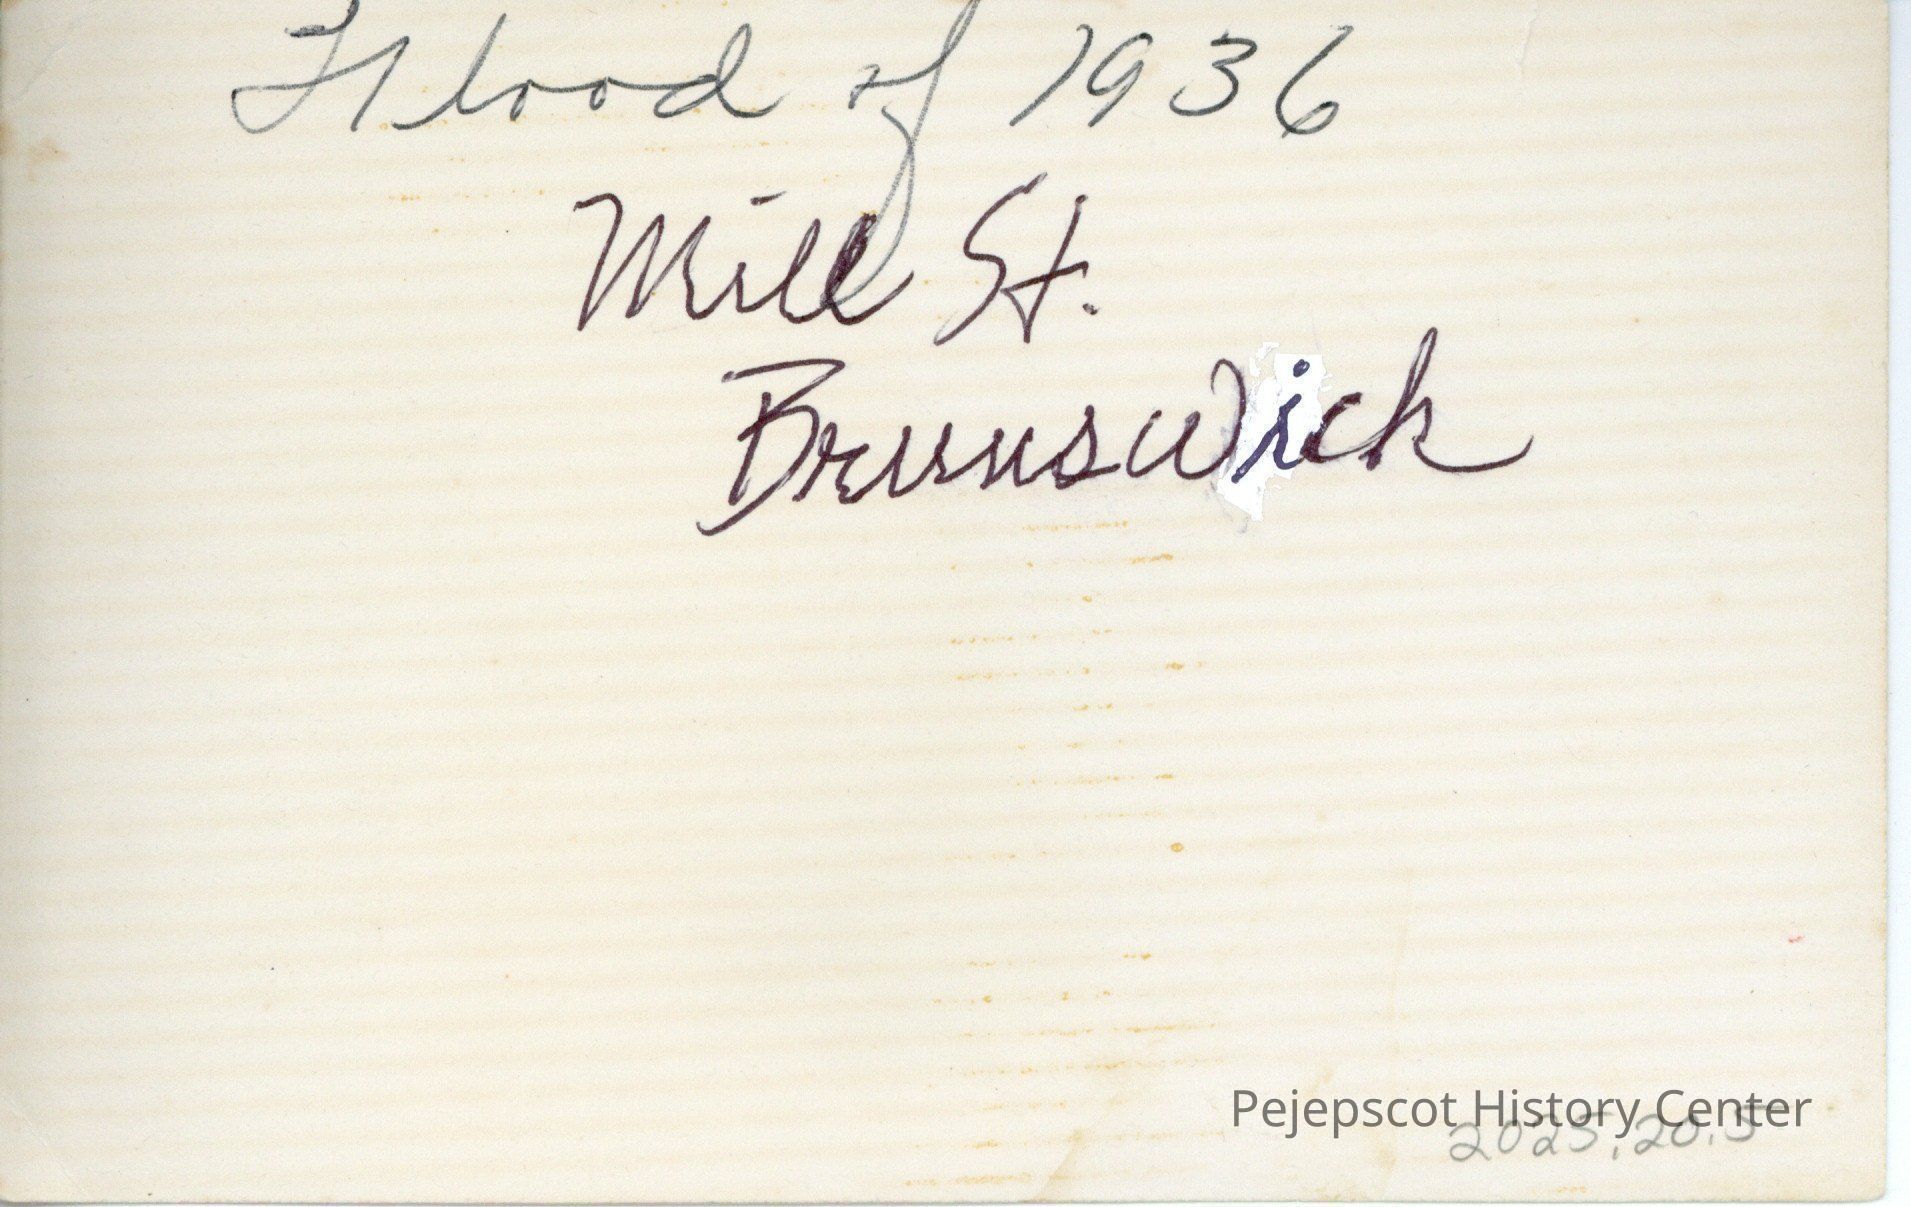 Flood of 1936
Mill St.
Brunswick
Pejepscot History Center
2025.20.5